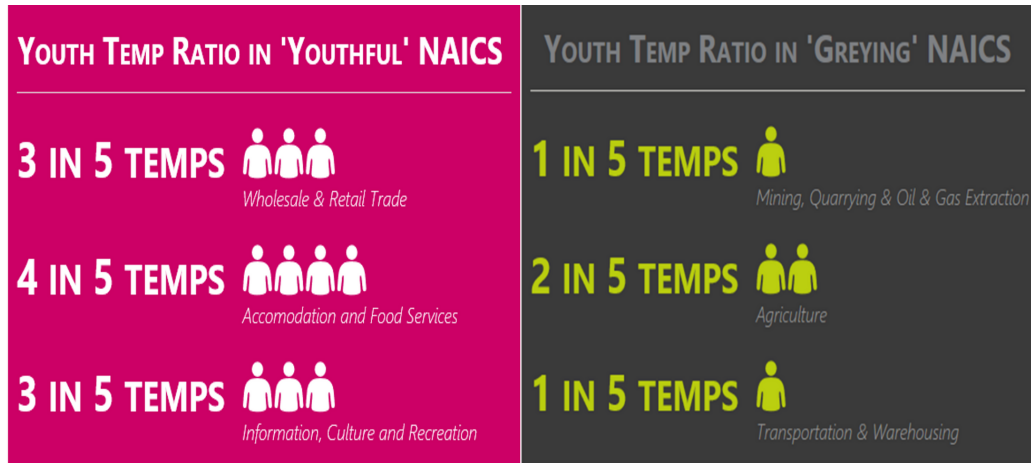 Youth Temp Ratio in 'Youthful' NAICS
3 in 5 temps
Wholesale & Retail Trade
4 in 5 temps
Accomodation and Food Services
3 in 5 temps
Information, Culture and Recreation
Youth Temp Ratio in 'Greying' NAICS
1 in 5 temps
Mining, Quarrying & Oil & Gas Extraction
2 in 5 temps
Agriculture
1 in 5 temps
Transportation & Warehousing